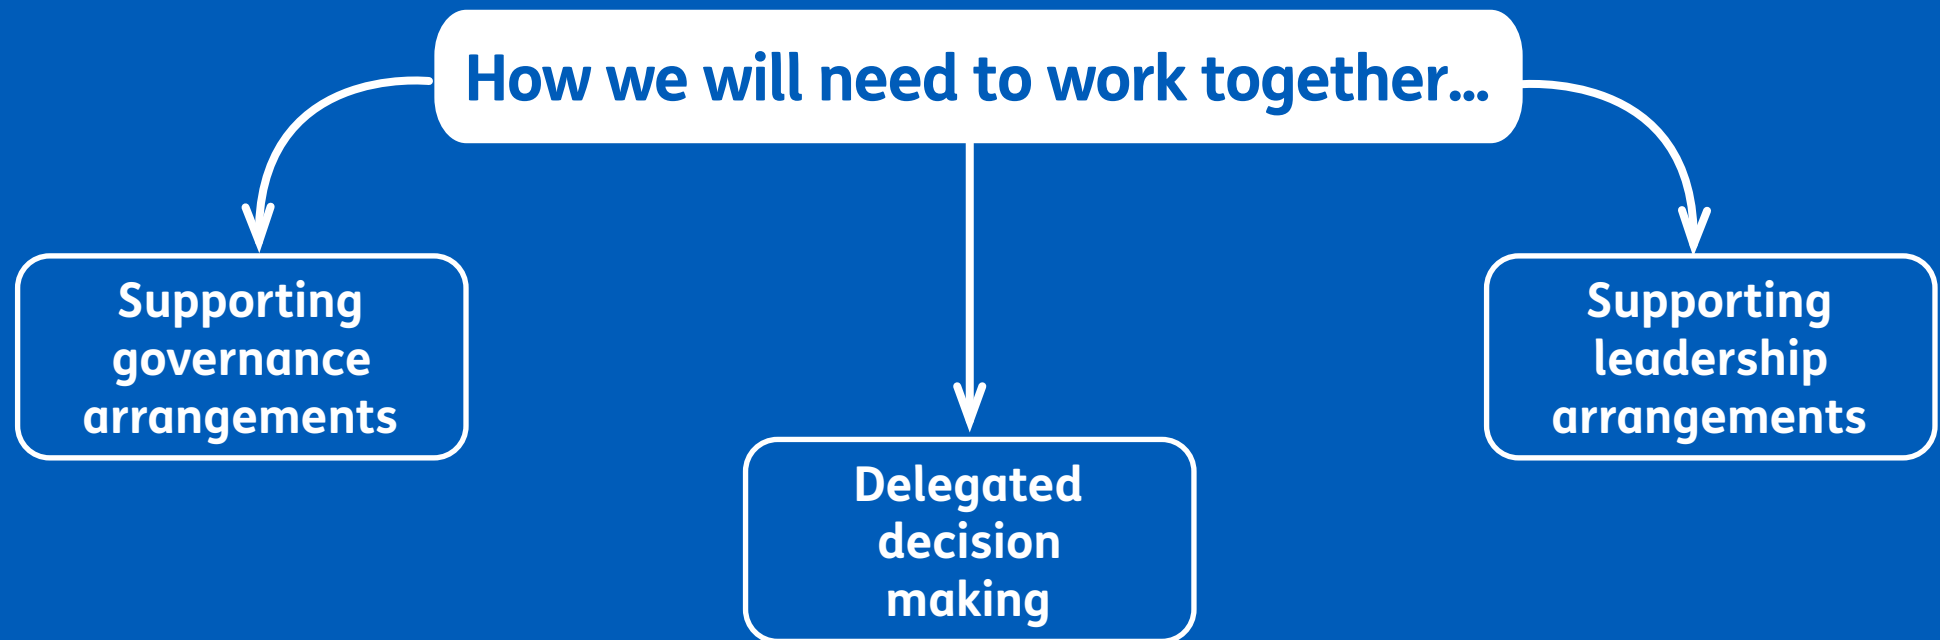 How we will need to work together...
Supporting
governance
arrangements
Delegated
decision
making
Supporting
leadership
arrangements